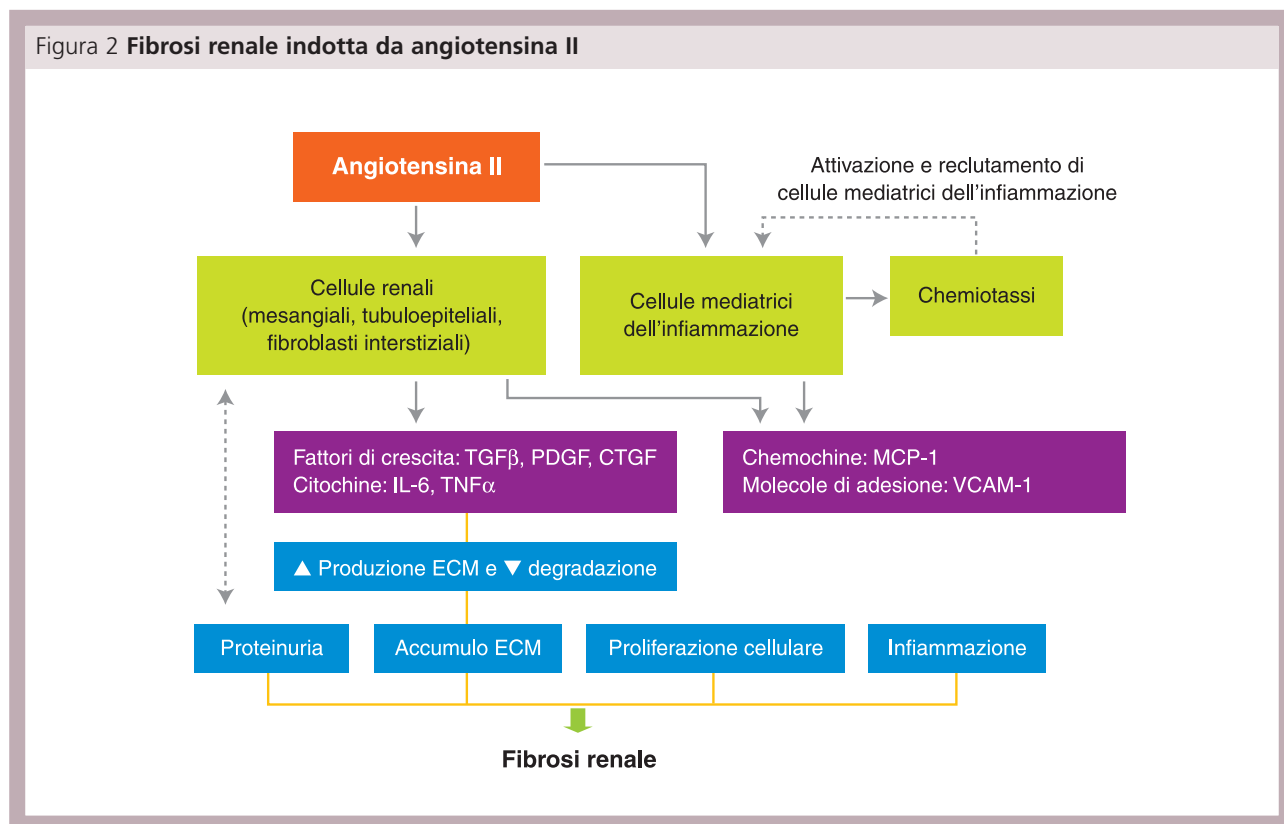 Figura 2 Fibrosi renale indotta da angiotensina II
Angiotensina II
Attivazione e reclutamento di
cellule mediatrici dell'infiammazione
Cellule renali
(mesangiali, tubuloepiteliali,
fibroblasti interstiziali)
Cellule mediatrici
dell'infiammazione
Chemiotassi
Fattori di crescita: TGFβ, PDGF, CTGF
Citochine: IL-6, TNFα
Chemochine: MCP-1
Molecole di adesione: VCAM-1
▲ Produzione ECM e ▼ degradazione
Proteinuria
Accumulo ECM
Proliferazione cellulare
Infiammazione
Fibrosi renale